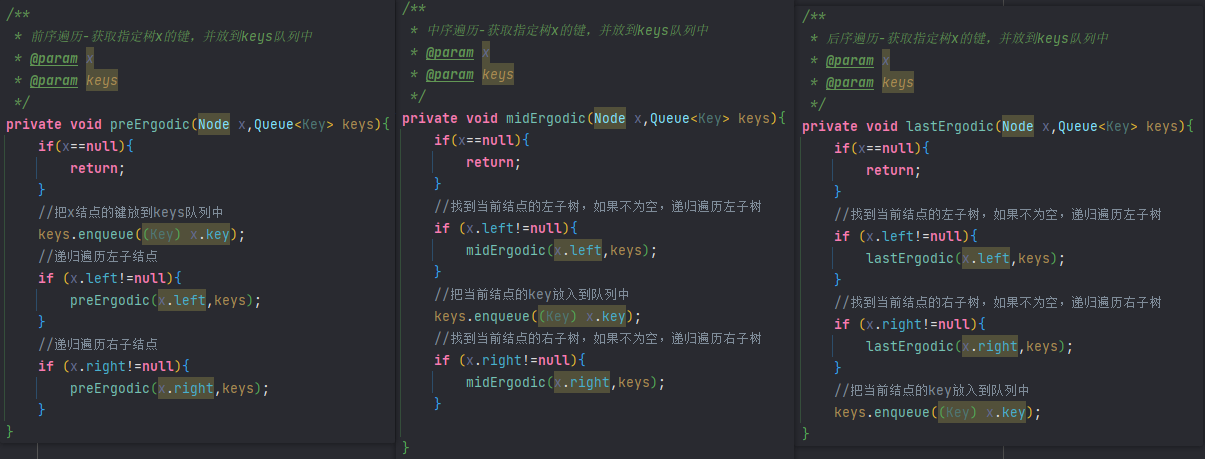 /**
 * 前序遍历-获取指定树x的键，并放到keys队列中
 * @param x
 * @param keys
 */
private void preErgodic(Node x,Queue<Key> keys){
    if(x==null){
        return;
    }
    //把x结点的键放到keys队列中
    keys.enqueue((Key) x.key);
    //递归遍历左子结点
    if (x.left!=null){
        preErgodic(x.left,keys);
    }
    //递归遍历右子结点
    if (x.right!=null){
        preErgodic(x.right,keys);
    }
}
/**
 * 中序遍历-获取指定树x的键，并放到keys队列中
 * @param x
 * @param keys
 */
private void midErgodic(Node x,Queue<Key> keys){
    if(x==null){
        return;
    }
    //找到当前结点的左子树，如果不为空，递归遍历左子树
    if (x.left!=null){
        midErgodic(x.left,keys);
    }
    //把当前结点的key放入到队列中
    keys.enqueue((Key) x.key);
    //找到当前结点的右子树，如果不为空，递归遍历右子树
    if (x.right!=null){
        midErgodic(x.right,keys);
    }
}
/**
 * 后序遍历-获取指定树x的键，并放到keys队列中
 * @param x
 * @param keys
 */
private void lastErgodic(Node x,Queue<Key> keys){
    if(x==null){
        return;
    }
    //找到当前结点的左子树，如果不为空，递归遍历左子树
    if (x.left!=null){
        lastErgodic(x.left,keys);
    }
    //找到当前结点的右子树，如果不为空，递归遍历右子树
    if (x.right!=null){
        lastErgodic(x.right,keys);
    }
    //把当前结点的key放入到队列中
    keys.enqueue((Key) x.key);
}